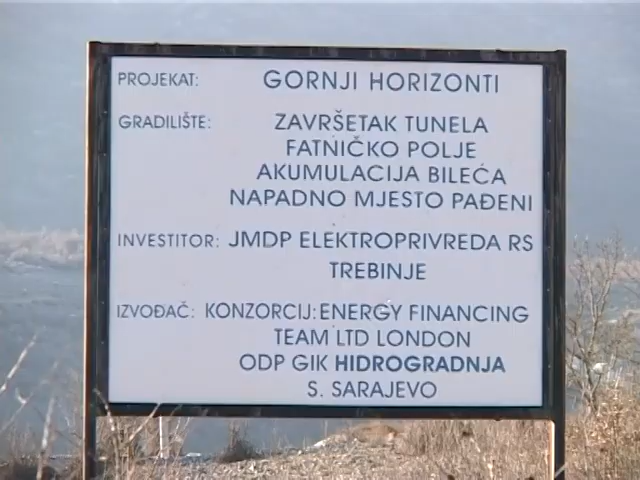 PROJEKAT: GORNJI HORIZONTI
GRADILIŠTE: ZAVRŠETAK TUNELA
FATNIČKO POLJE
AKUMULACIJA BILEĆA
NAPADNO MJESTO PAĐENI
INVESTITOR: JMDP ELEKTROPRIVREDA RS
TREBINJE
IZVOĐAČ: KONZORCIJ: ENERGY FINANCING
TEAM LTD LONDON
ODP GIK HIDROGRADNJA
S. SARAJEVO